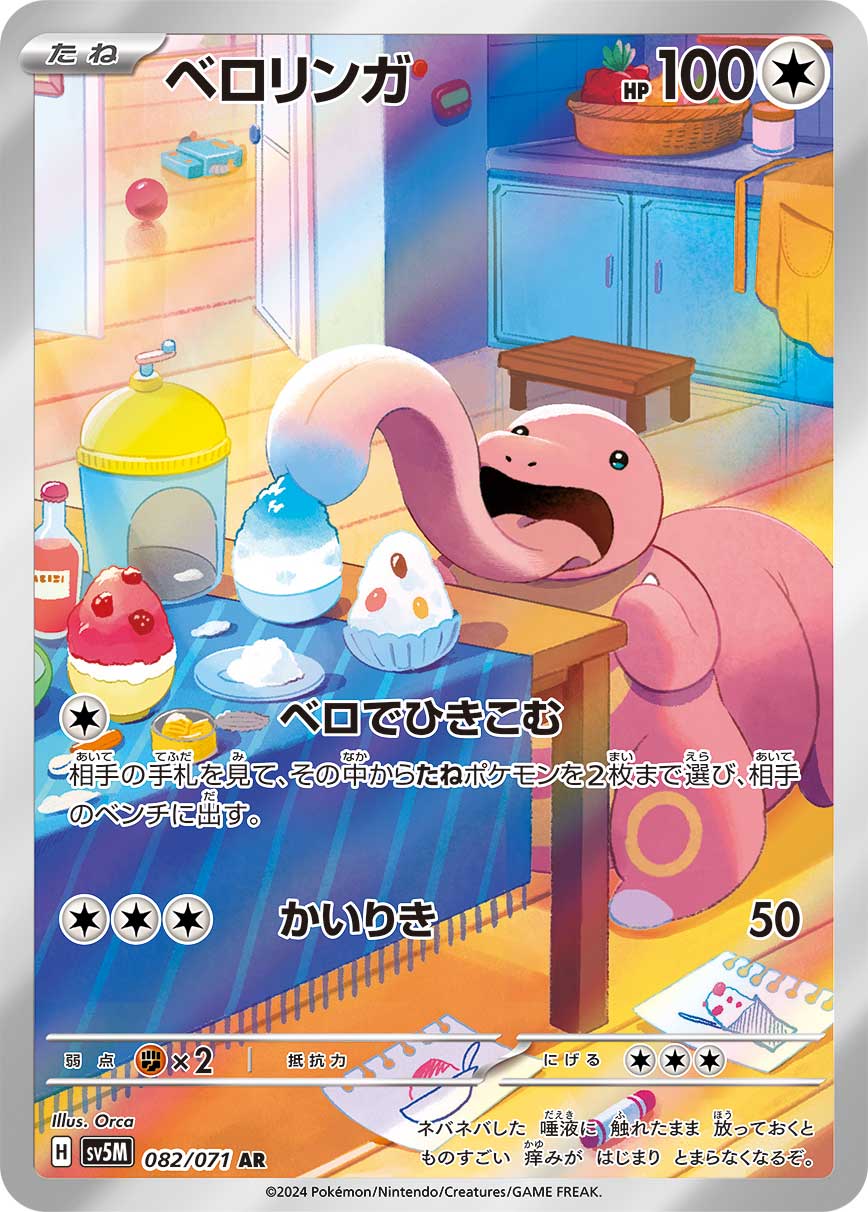 たね
ベロリンガ
HP 100
ベロでひきこむ
相手の手札を見て、その中からたねポケモンを2枚まで選び、相手
のベンチに出す。
かいりき 50
弱点 ×2 抵抗力 にげる
Illus. Orca
H sv5M 082/071 AR
ネバネバした 唾液に 触れたまま 放っておくと
ものすごい 痒みが はじまり とまらなくなるぞ。
©2024 Pokémon/Nintendo/Creatures/GAME FREAK.